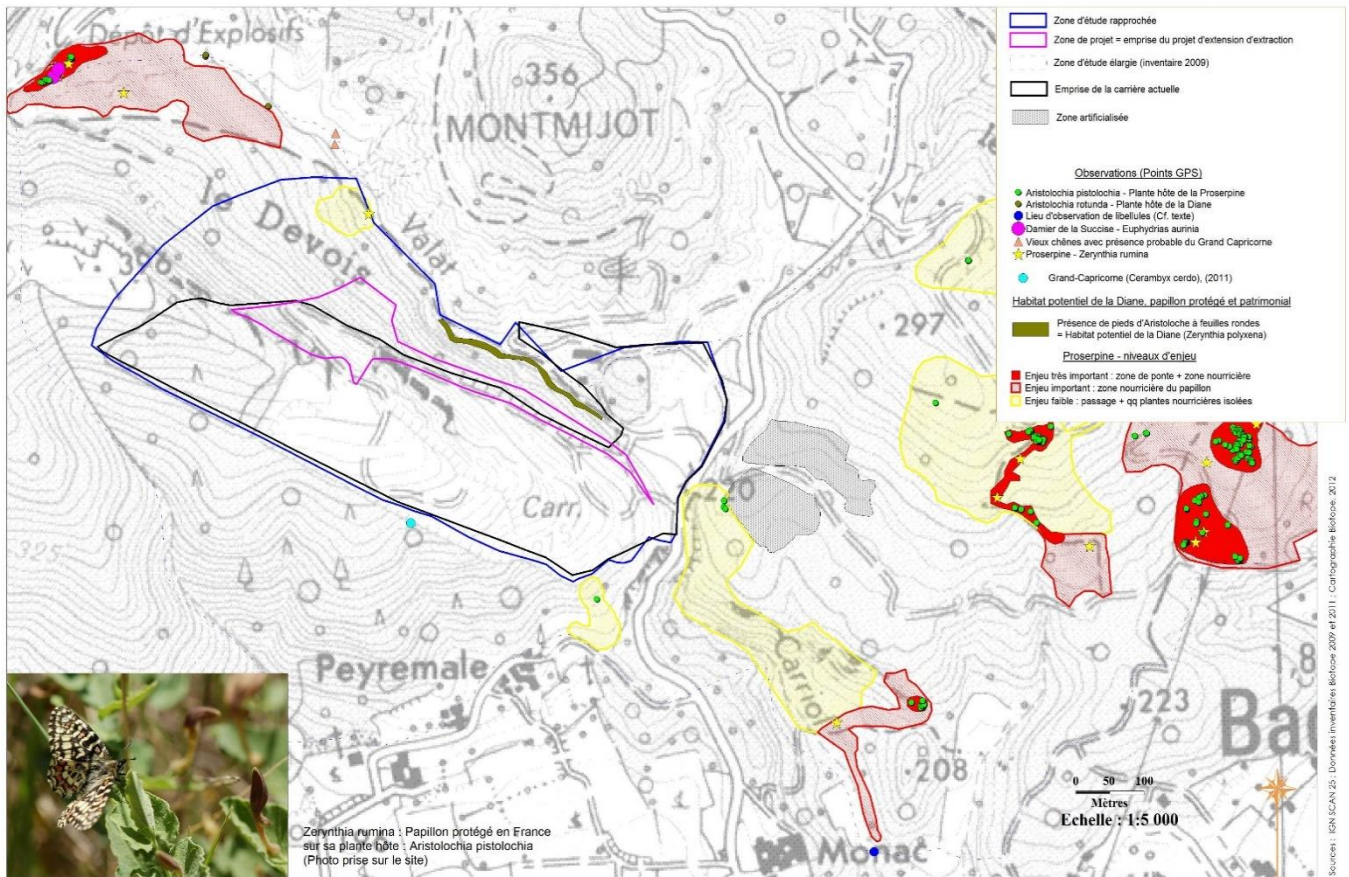 Dépôt d'Explosifs
356
MONTMIJOT
le Devois
Valat
396
297
325
Carr.
220
Peyremale
Carriol
223
208
Monac
1,8
Ba
Zone d'étude rapprochée
Zone de projet = emprise du projet d'extension d'extraction
Zone d'étude élargie (inventaire 2009)
Emprise de la carrière actuelle
Zone artificialisée
Observations (Points GPS)
Aristolochia pistolochia - Plante hôte de la Proserpine
Aristolochia rotunda - Plante hôte de la Diane
Lieu d'observation de libellules (Cf. texte)
Damier de la Succise - Euphydrias aurinia
Vieux chênes avec présence probable du Grand Capricorne
Proserpine - Zerynthia rumina
Grand-Capricorne (Cerambyx cerdo), (2011)
Habitat potentiel de la Diane, papillon protégé et patrimonial
Présence de pieds d'Aristoloche à feuilles rondes
= Habitat potentiel de la Diane (Zerynthia polyxena)
Proserpine - niveaux d'enjeu
Enjeu très important : zone de ponte + zone nourricière
Enjeu important : zone nourricière du papillon
Enjeu faible : passage + qq plantes nourricières isolées
0 50 100
Mètres
Echelle : 1:5 000
Zerynthia rumina : Papillon protégé en France
sur sa plante hôte : Aristolochia pistolochia
(Photo prise sur le site)
Sources : IGN SCAN 25 ; Données inventaires Biotope 2009 et 2011 ; Cartographie Biotope, 2012